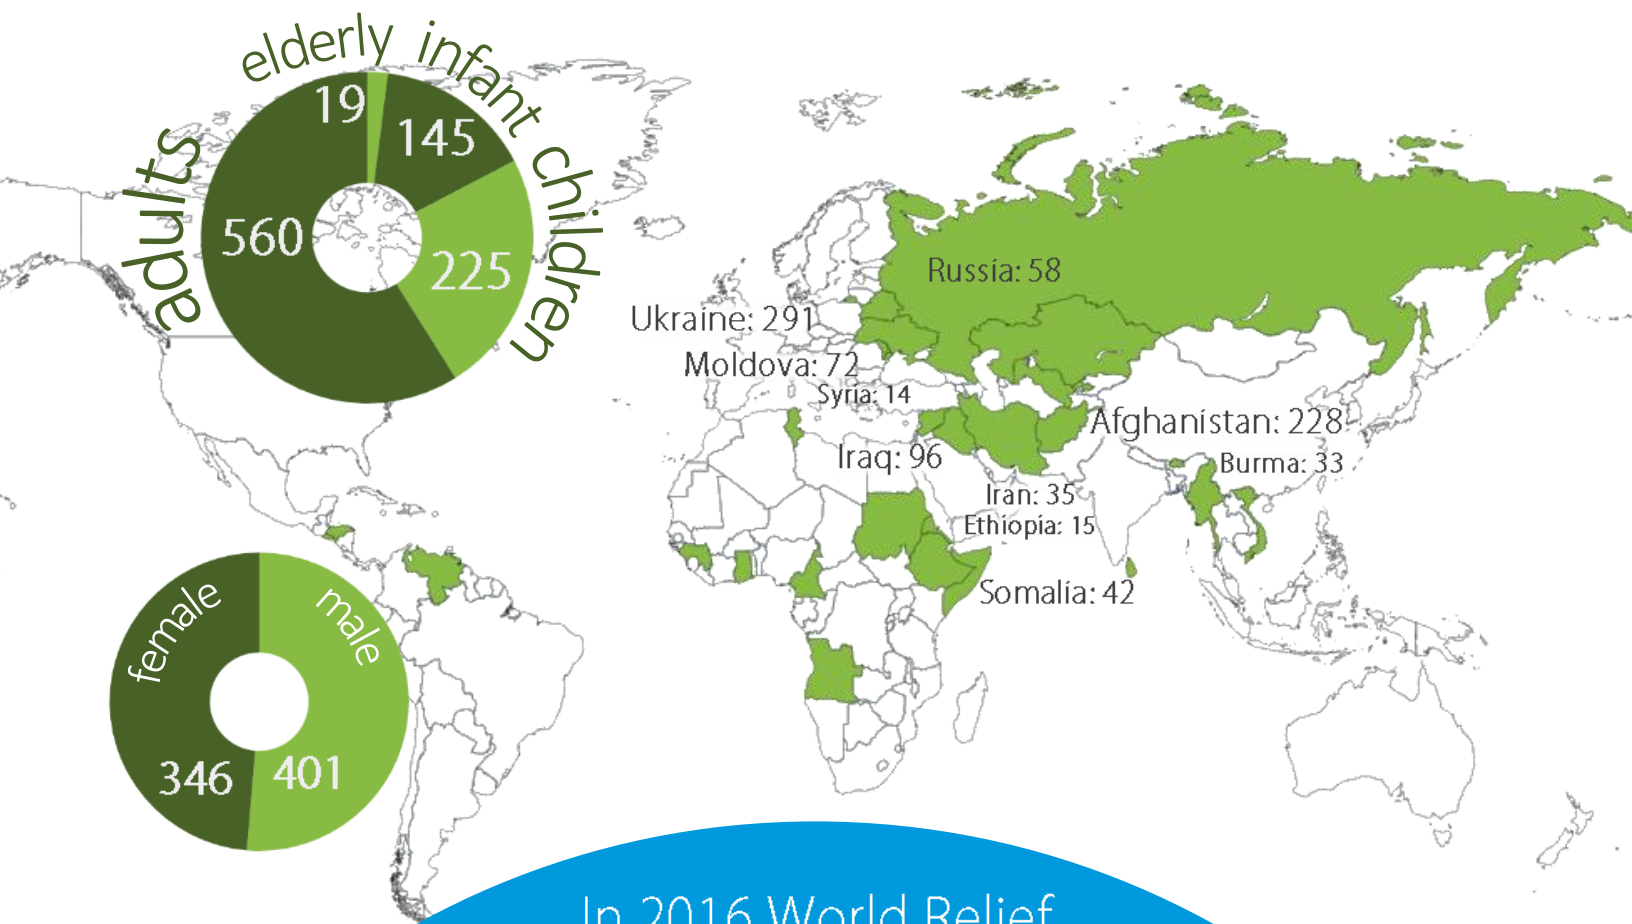 elderly infant children
adults
19
145
560
225
Russia: 58
Ukraine: 291
Moldova: 72
Syria: 14
Afghanistan: 228
Iraq: 96
Burma: 33
Iran: 35
Ethiopia: 15
Somalia: 42
female
male
346
401
In 2016 World Relief